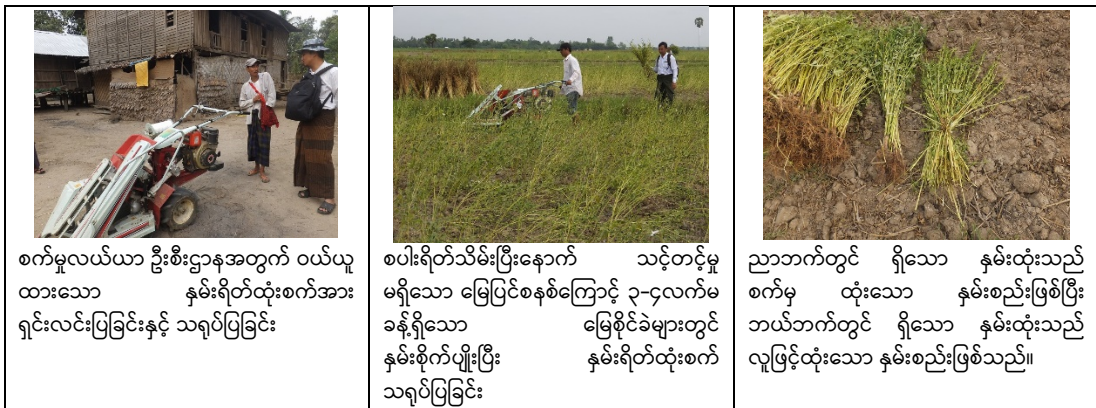 စက်မှုလယ်ယာ ဦးစီးဌာနအတွက် ဝယ်ယူ
ထားသော နှမ်းရိတ်ထုံးစက်အား
ရှင်းလင်းပြခြင်းနှင့် သရုပ်ပြခြင်း
စပါးရိတ်သိမ်းပြီးနောက် သင့်တင့်မှု
မရှိသော မြေပြင်စနစ်ကြောင့် ၃-၄လက်မ
ခန့်ရှိသော မြေစိုင်ခဲများတွင်
နှမ်းစိုက်ပျိုးပြီး နှမ်းရိတ်ထုံးစက်
သရုပ်ပြခြင်း
ညာဘက်တွင် ရှိသော နှမ်းထုံးသည်
စက်မှ ထုံးသော နှမ်းစည်းဖြစ်ပြီး
ဘယ်ဘက်တွင် ရှိသော နှမ်းထုံးသည်
လူဖြင့်ထုံးသော နှမ်းစည်းဖြစ်သည်။